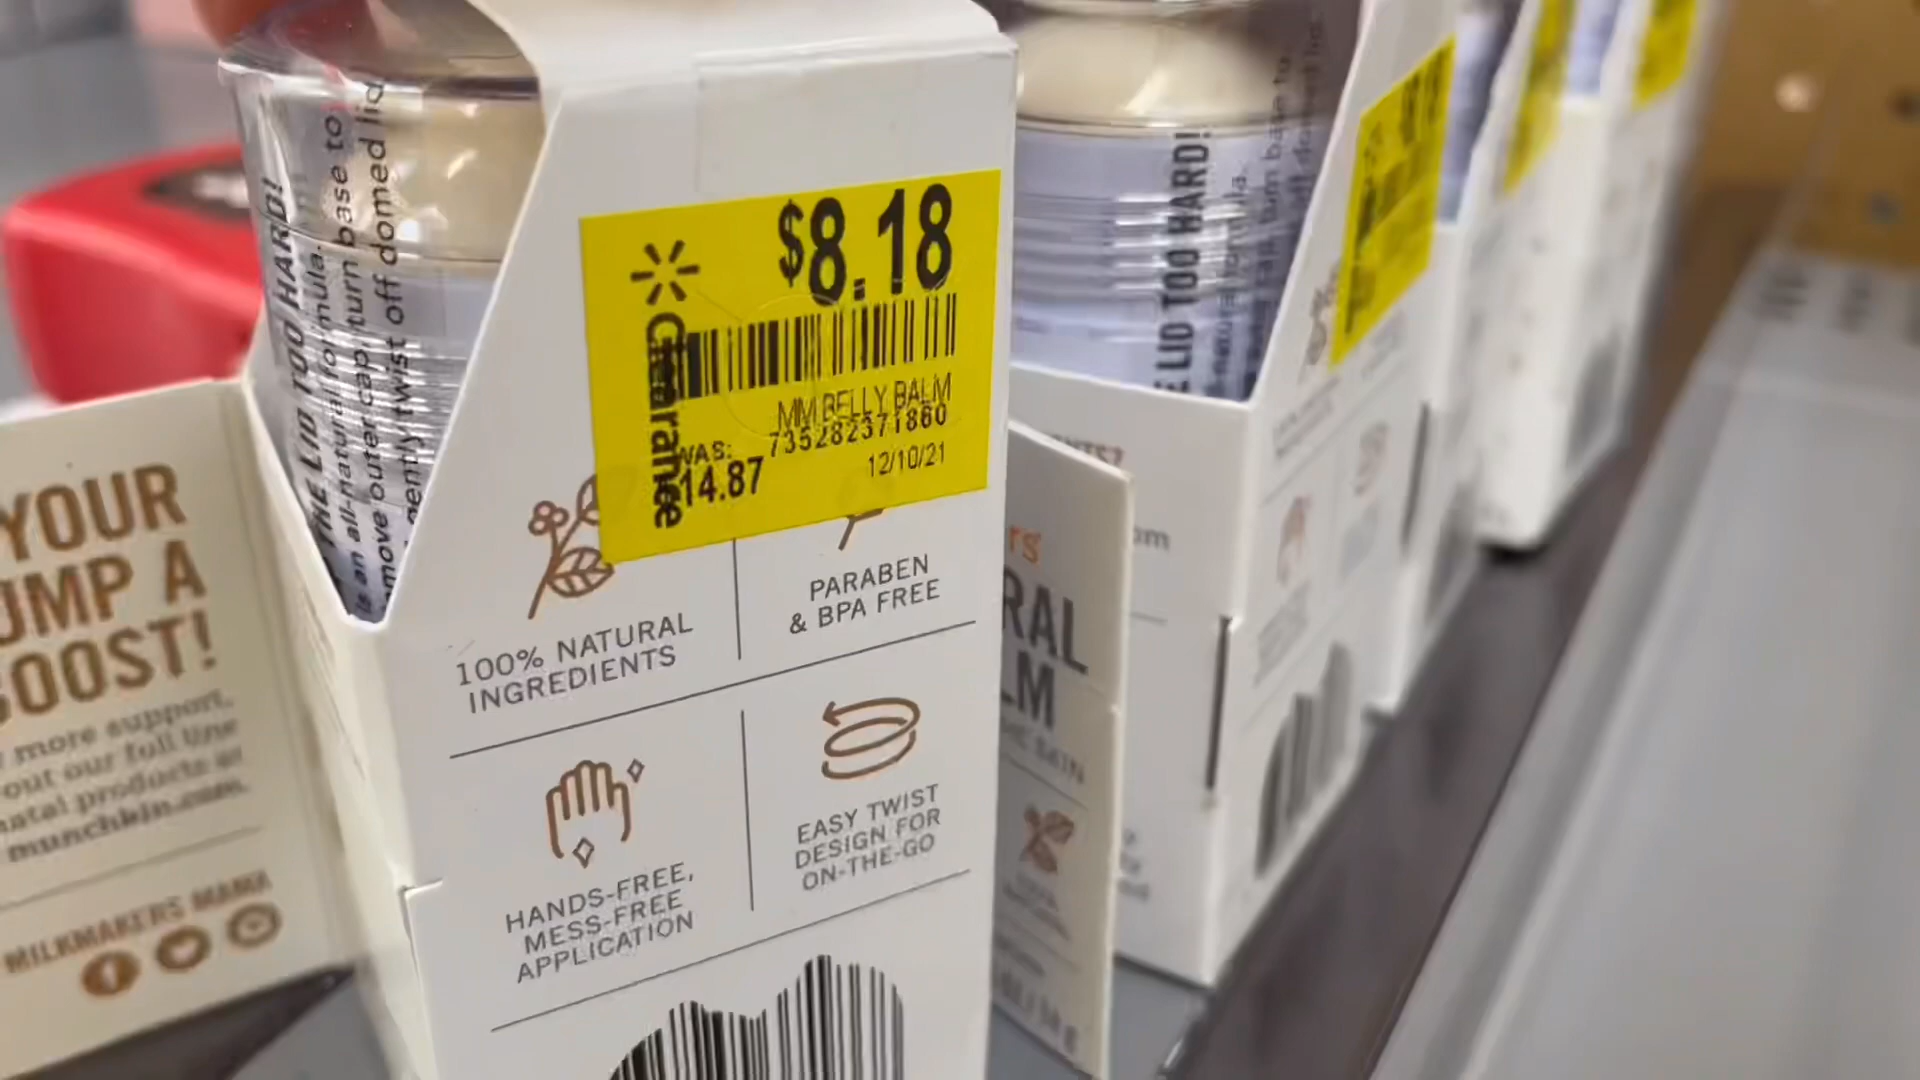 THE LID TOO HARD!
is an all-natural formula.
move outer cap, turn base to
gently twist off domed lid
$8.18
Clearance
MM BELLY BALM
735282371860
WAS:
$14.87
12/10/21
100% NATURAL
INGREDIENTS
PARABEN
& BPA FREE
HANDS-FREE,
MESS-FREE
APPLICATION
EASY TWIST
DESIGN FOR
ON-THE-GO
YOUR
UMP A
BOOST!
more support,
out our full line
natal products at
munchkin.com.
MILKMAKERS MAMA
LID TOO HARD!
RAL
LM